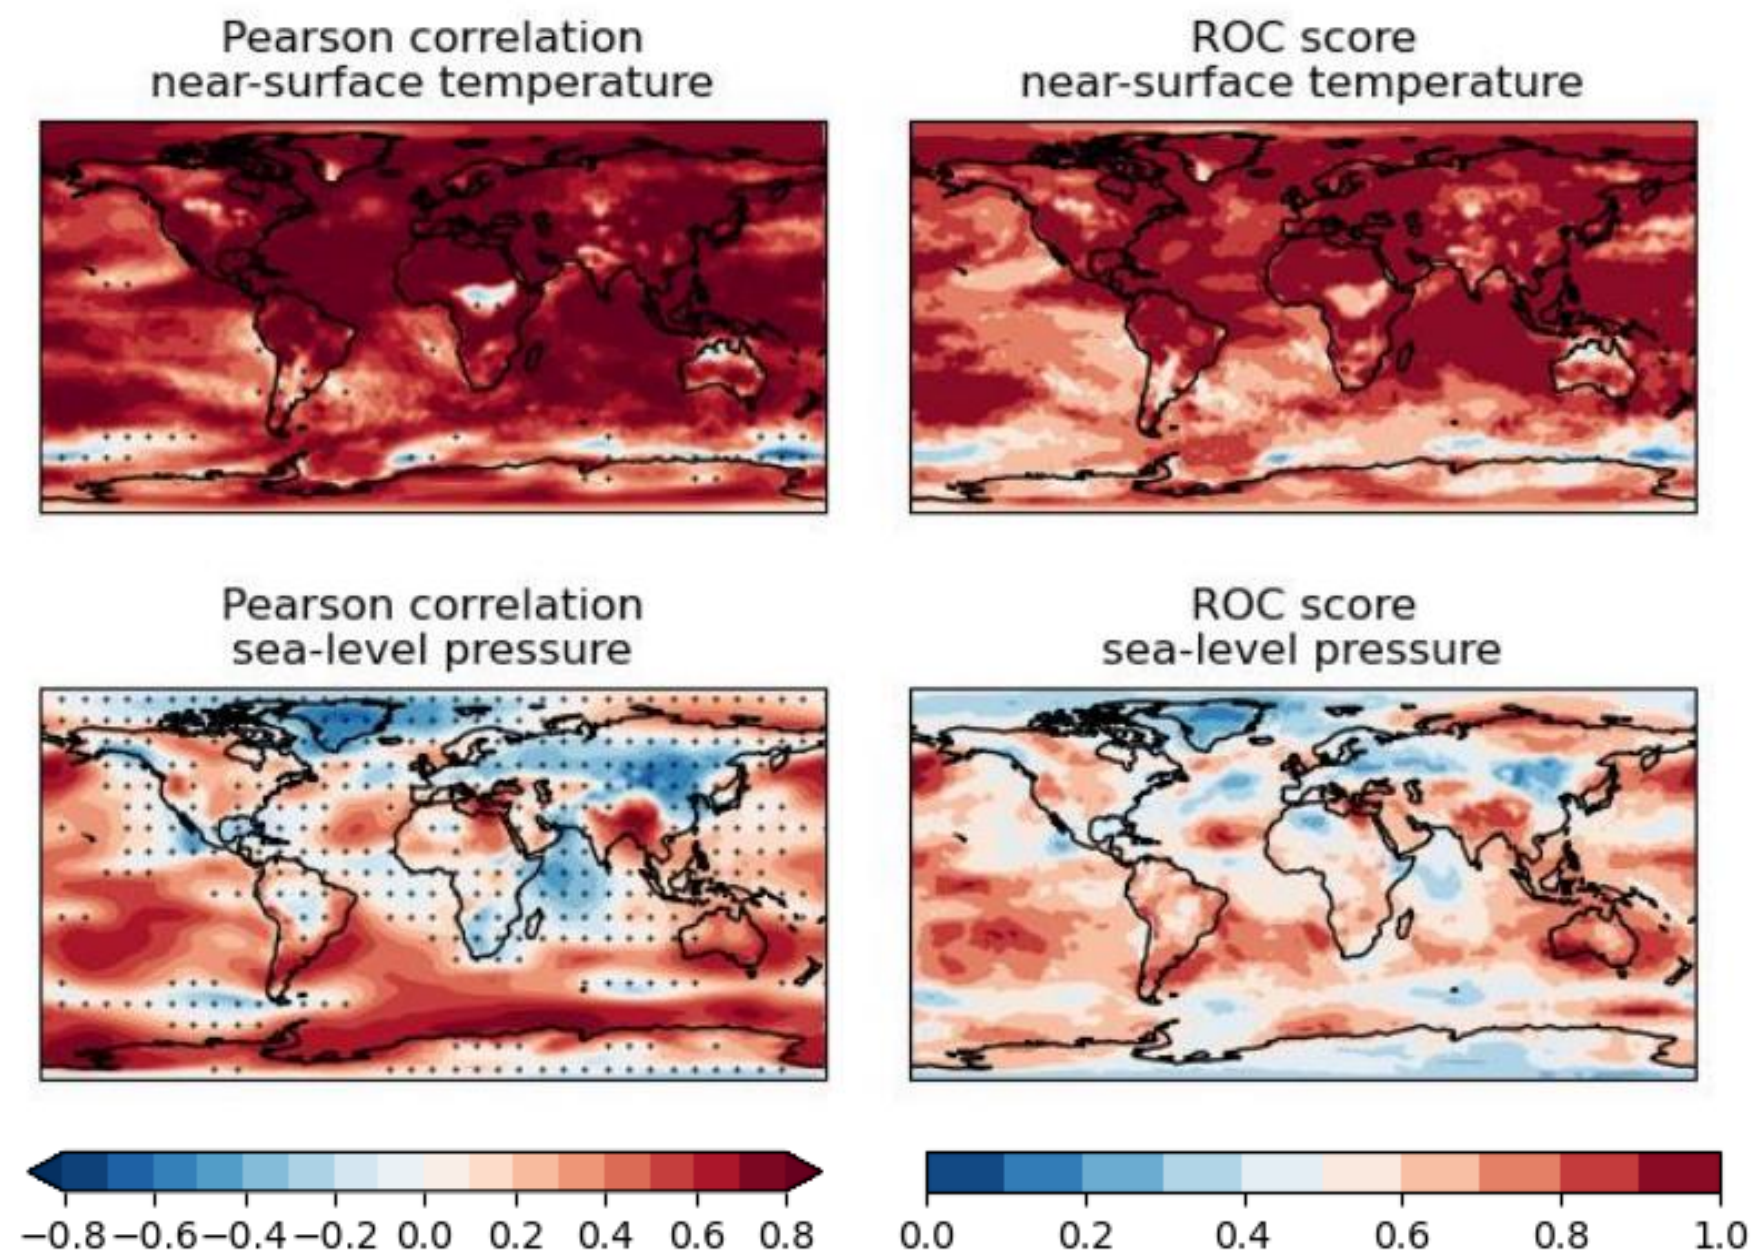 Pearson correlation
near-surface temperature
ROC score
near-surface temperature
Pearson correlation
sea-level pressure
ROC score
sea-level pressure
−0.8 −0.6 −0.4 −0.2 0.0 0.2 0.4 0.6 0.8
0.0 0.2 0.4 0.6 0.8 1.0